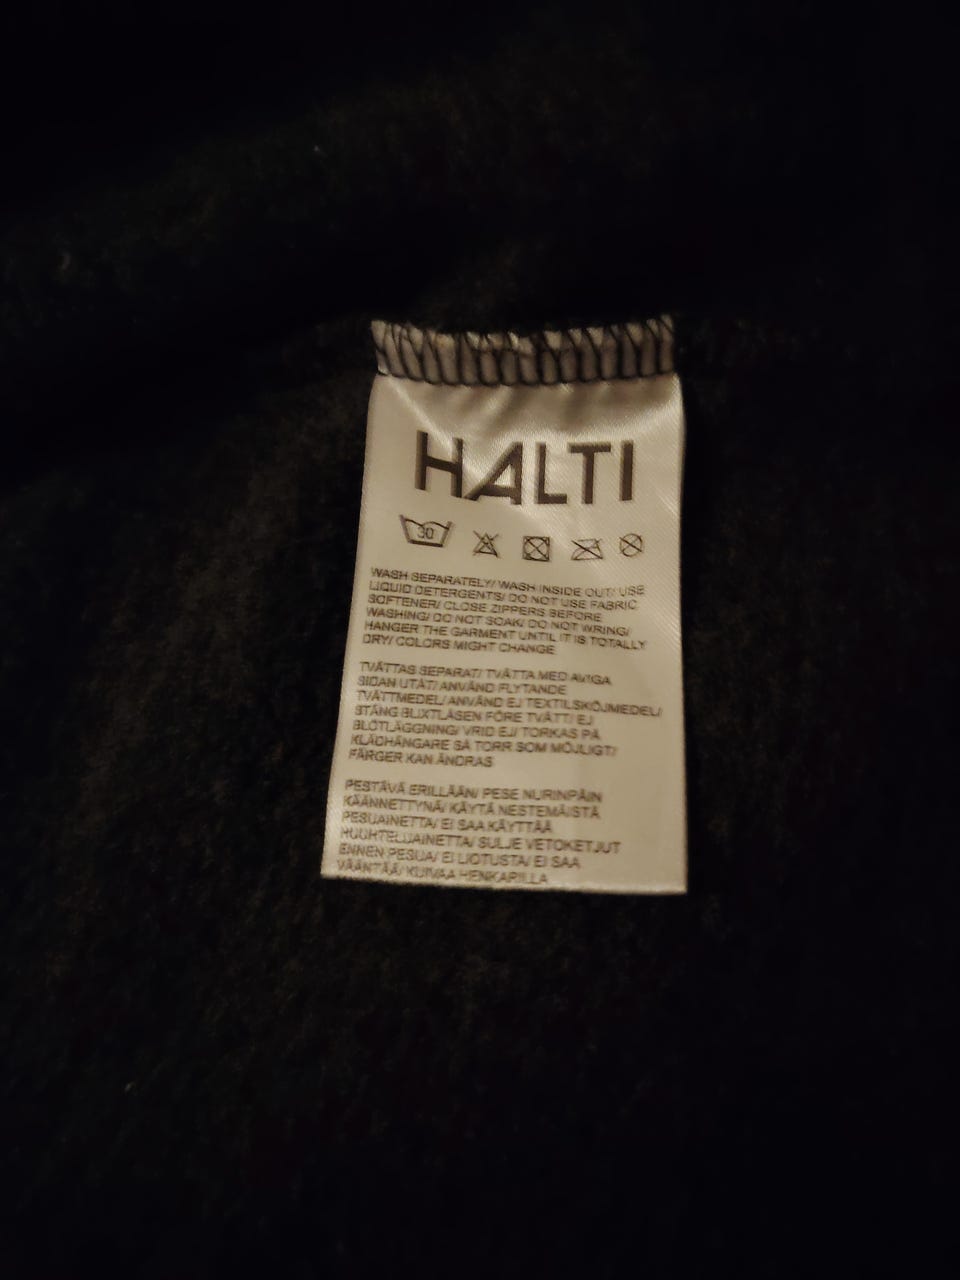 HALTI
30
WASH SEPARATELY/ WASH INSIDE OUT/ USE
LIQUID DETERGENTS/ DO NOT USE FABRIC
SOFTENER/ CLOSE ZIPPERS BEFORE
WASHING/ DO NOT SOAK/ DO NOT WRING/
HANGER THE GARMENT UNTIL IT IS TOTALLY
DRY/ COLORS MIGHT CHANGE
TVÄTTAS SEPARAT/ TVÄTTA MED AVIGA
SIDAN UTÅT/ ANVÄND FLYTANDE
TVÄTTMEDEL/ ANVÄND EJ TEXTILSKÖJMEDEL/
STÄNG BLIXTLÅSEN FÖRE TVÄTT/ EJ
BLÖTLÄGGNING/ VRID EJ/ TORKAS PÅ
KLÄDHÄNGARE SÅ TORR SOM MÖJLIGT/
FÄRGER KAN ÄNDRAS
PESTÄVÄ ERILLÄÄN/ PESE NURINPÄIN
KÄÄNNETTYNÄ/ KÄYTÄ NESTEMÄISTÄ
PESUAINETTA/ EI SAA KÄYTTÄÄ
HUUHTELUAINETTA/ SULJE VETOKETJUT
ENNEN PESUA/ EI LIOTUSTA/ EI SAA
VÄÄNTÄÄ/ KUIVAA HENKARILLA